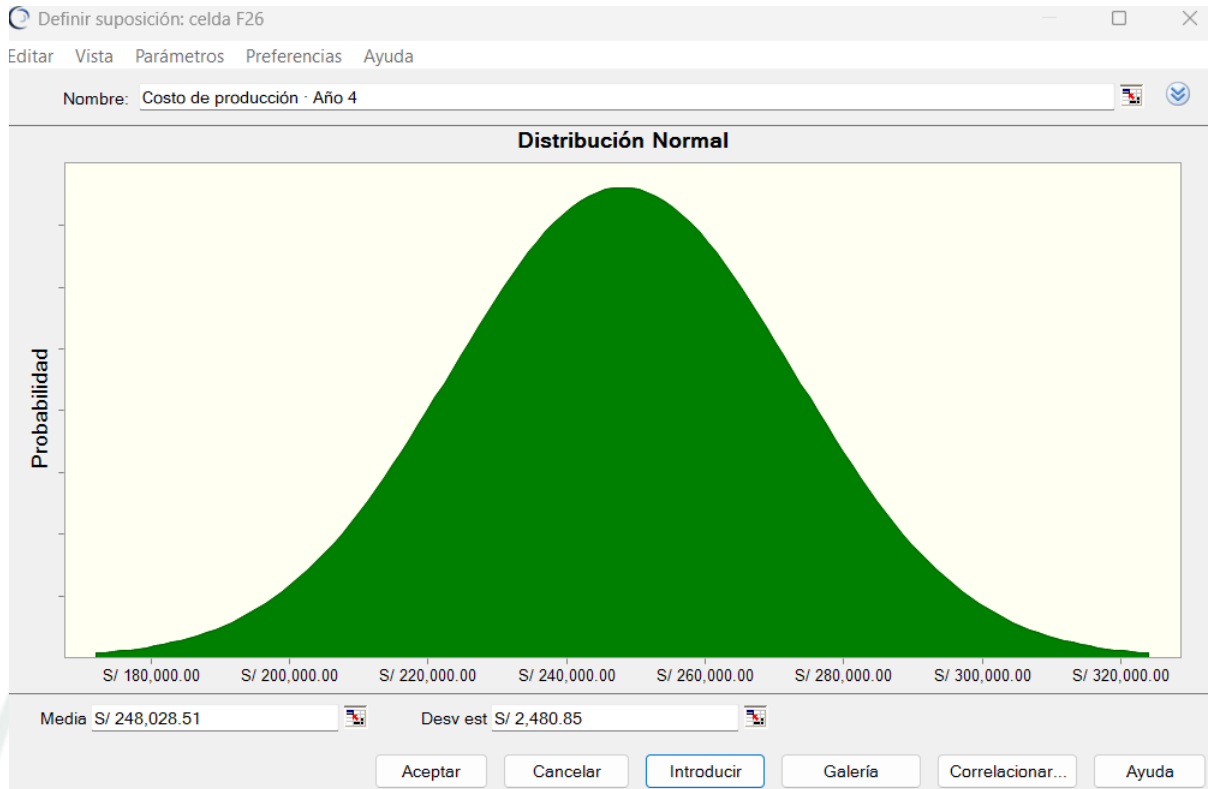 Definir suposición: celda F26
Editar Vista Parámetros Preferencias Ayuda
Nombre: Costo de producción · Año 4
Distribución Normal
Probabilidad
S/ 180,000.00 S/ 200,000.00 S/ 220,000.00 S/ 240,000.00 S/ 260,000.00 S/ 280,000.00 S/ 300,000.00 S/ 320,000.00
Media S/ 248,028.51 Desv est S/ 2,480.85
Aceptar Cancelar Introducir Galería Correlacionar... Ayuda